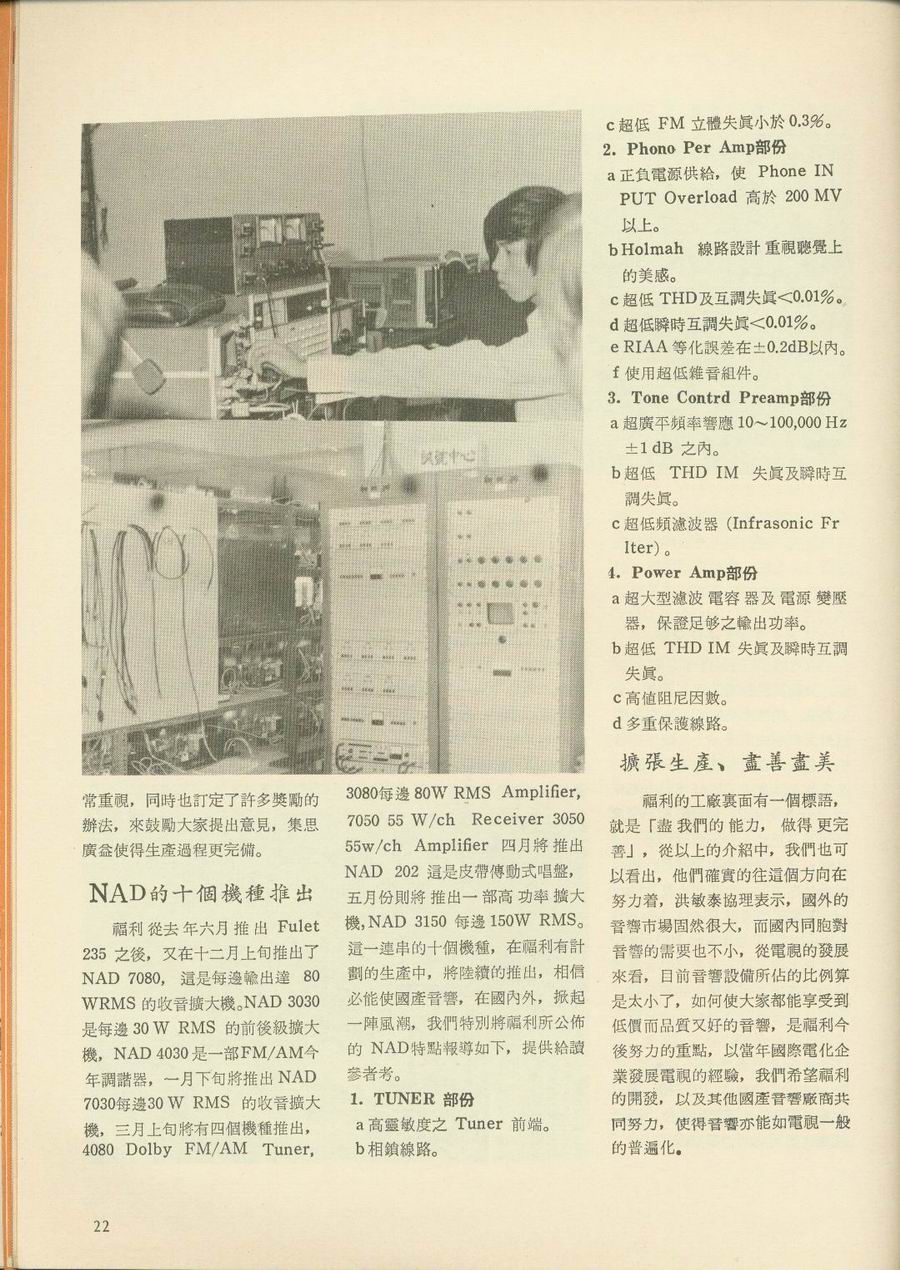 常重視，同時也訂定了許多獎勵的
辦法，來鼓勵大家提出意見，集思
廣益使得生產過程更完備。
NAD的十個機種推出
福利從去年六月推出 Fulet
235 之後，又在十二月上旬推出了
NAD 7080，這是每邊輸出達 80
WRMS 的收音擴大機。NAD 3030
是每邊 30 W RMS 的前後級擴大
機，NAD 4030 是一部FM/AM今
年調諧器，一月下旬將推出 NAD
7030每邊30 W RMS 的收音擴大
機，三月上旬將有四個機種推出，
4080 Dolby FM/AM Tuner,
3080每邊 80W RMS Amplifier,
7050 55 W/ch Receiver 3050
55w/ch Amplifier 四月將推出
NAD 202 這是皮帶傳動式唱盤，
五月份則將推出一部高功率擴大
機，NAD 3150 每邊 150W RMS。
這一連串的十個機種，在福利有計
劃的生產中，將陸續的推出，相信
必能使國產音響，在國內外，掀起
一陣風潮，我們特別將福利所公佈
的 NAD特點報導如下，提供給讀
參者考。
1. TUNER 部份
a 高靈敏度之 Tuner 前端。
b 相鎖線路。
c 超低 FM 立體失眞小於 0.3%。
2. Phono Per Amp部份
a 正負電源供給，使 Phone IN
PUT Overload 高於 200 MV
以上。
b Holmah 線路設計重視聽覺上
的美感。
c 超低 THD及互調失眞<0.01%。
d 超低瞬時互調失眞<0.01%。
e RIAA 等化誤差在±0.2dB以內。
f 使用超低雜音組件。
3. Tone Contrd Preamp部份
a 超廣平頻率響應 10～100,000 Hz
±1 dB 之內。
b 超低 THD IM 失眞及瞬時互
調失眞。
c 超低頻濾波器 (Infrasonic Fr
Iter) 。
4. Power Amp部份
a 超大型濾波電容器及電源變壓
器，保證足够之輸出功率。
b 超低 THD IM 失眞及瞬時互調
失眞。
c 高値阻尼因數。
d 多重保護線路。
擴張生產、盡善盡美
福利的工廠裏面有一個標語，
就是「盡我們的能力，做得更完
善」，從以上的介紹中，我們也可
以看出，他們確實的往這個方向在
努力着，洪敏泰協理表示，國外的
音響市場固然很大，而國內同胞對
音響的需要也不小，從電視的發展
來看，目前音響設備所佔的比例算
是太小了，如何使大家都能享受到
低價而品質又好的音響，是福利今
後努力的重點，以當年國際電化企
業發展電視的經驗，我們希望福利
的開發，以及其他國產音響廠商共
同努力，使得音響亦能如電視一般
的普遍化。
22